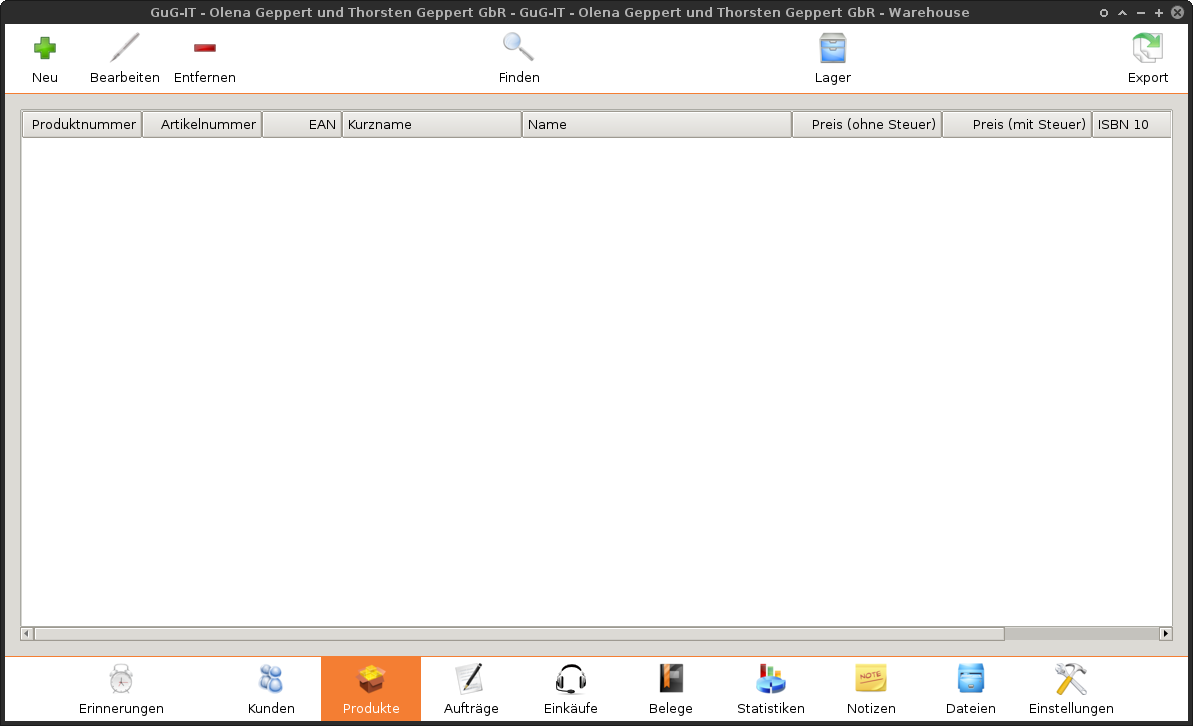 GuG-IT - Olena Geppert und Thorsten Geppert GbR - GuG-IT - Olena Geppert und Thorsten Geppert GbR - Warehouse
Neu Bearbeiten Entfernen Finden Lager Export
Produktnummer Artikelnummer EAN Kurzname Name Preis (ohne Steuer) Preis (mit Steuer) ISBN 10
NOTE
Erinnerungen Kunden Produkte Aufträge Einkäufe Belege Statistiken Notizen Dateien Einstellungen